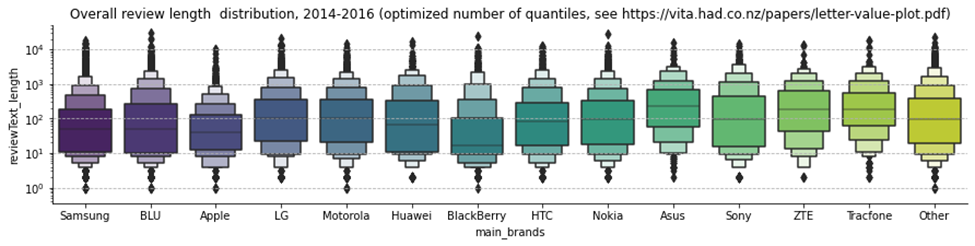 Overall review length  distribution, 2014-2016 (optimized number of quantiles, see https://vita.had.co.nz/papers/letter-value-plot.pdf)
10⁴
10³
10²
10¹
10⁰
reviewText_length
Samsung BLU Apple LG Motorola Huawei BlackBerry HTC Nokia Asus Sony ZTE Tracfone Other
main_brands